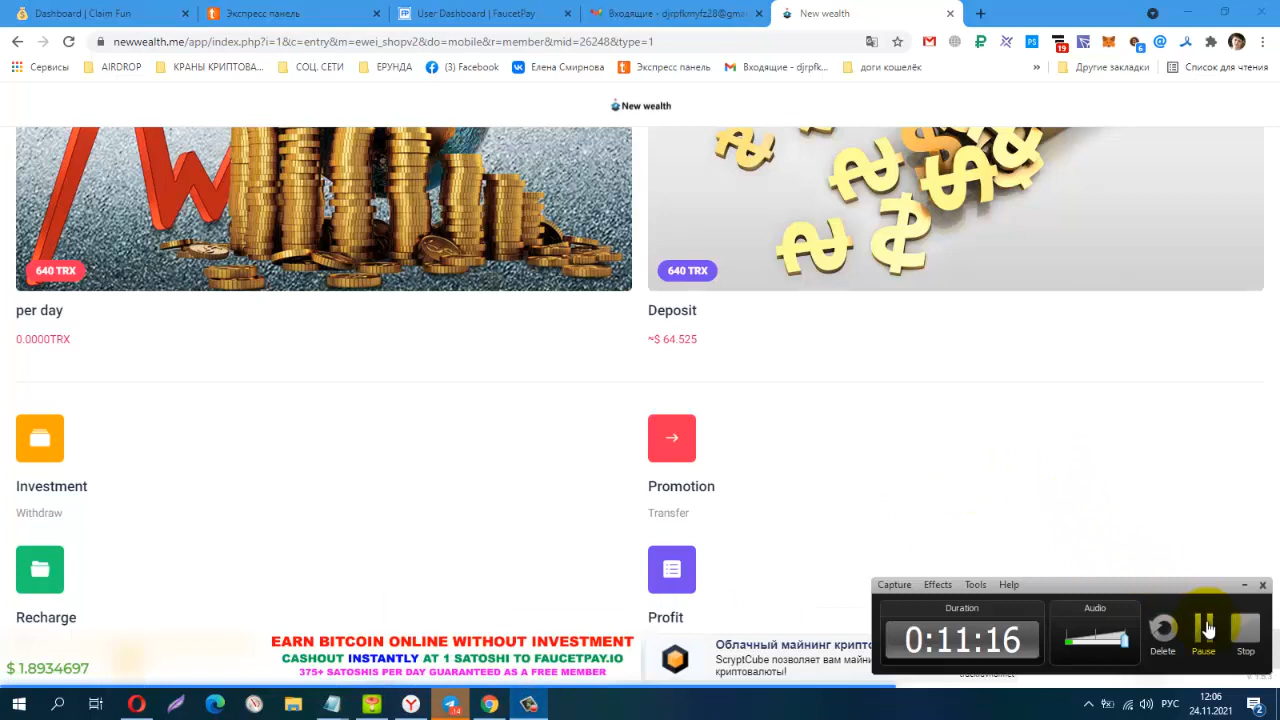 Dashboard | Claim Fun
Экспресс панель
User Dashboard | FaucetPay
Входящие - djrpfkmyfz28@gmai
New wealth
newwealth.me/app/index.php?i=1&c=entry&m=wei_shopv2&do=mobile&r=member&mid=26248&type=1
Сервисы
AIRDROP
КРАНЫ КРИПТОВА...
СОЦ. СЕТИ
ЕРУНДА
(3) Facebook
Елена Смирнова
Экспресс панель
Входящие - djrpfk...
доги кошелёк
»
Другие закладки
Список для чтения
New wealth
640 TRX
640 TRX
per day
Deposit
0.0000TRX
~$ 64.525
Investment
Promotion
Withdraw
Transfer
Recharge
Profit
Capture Effects Tools Help
Duration
Audio
0:11:16
Delete
Pause
Stop
EARN BITCOIN ONLINE WITHOUT INVESTMENT
CASHOUT INSTANTLY AT 1 SATOSHI TO FAUCETPAY.IO
375+ SATOSHIS PER DAY GUARANTEED AS A FREE MEMBER
$ 1.8934697
Облачный майнинг крипто
ScryptCube позволяет вам майни
криптовалюты!
РУС
12:06
24.11.2021